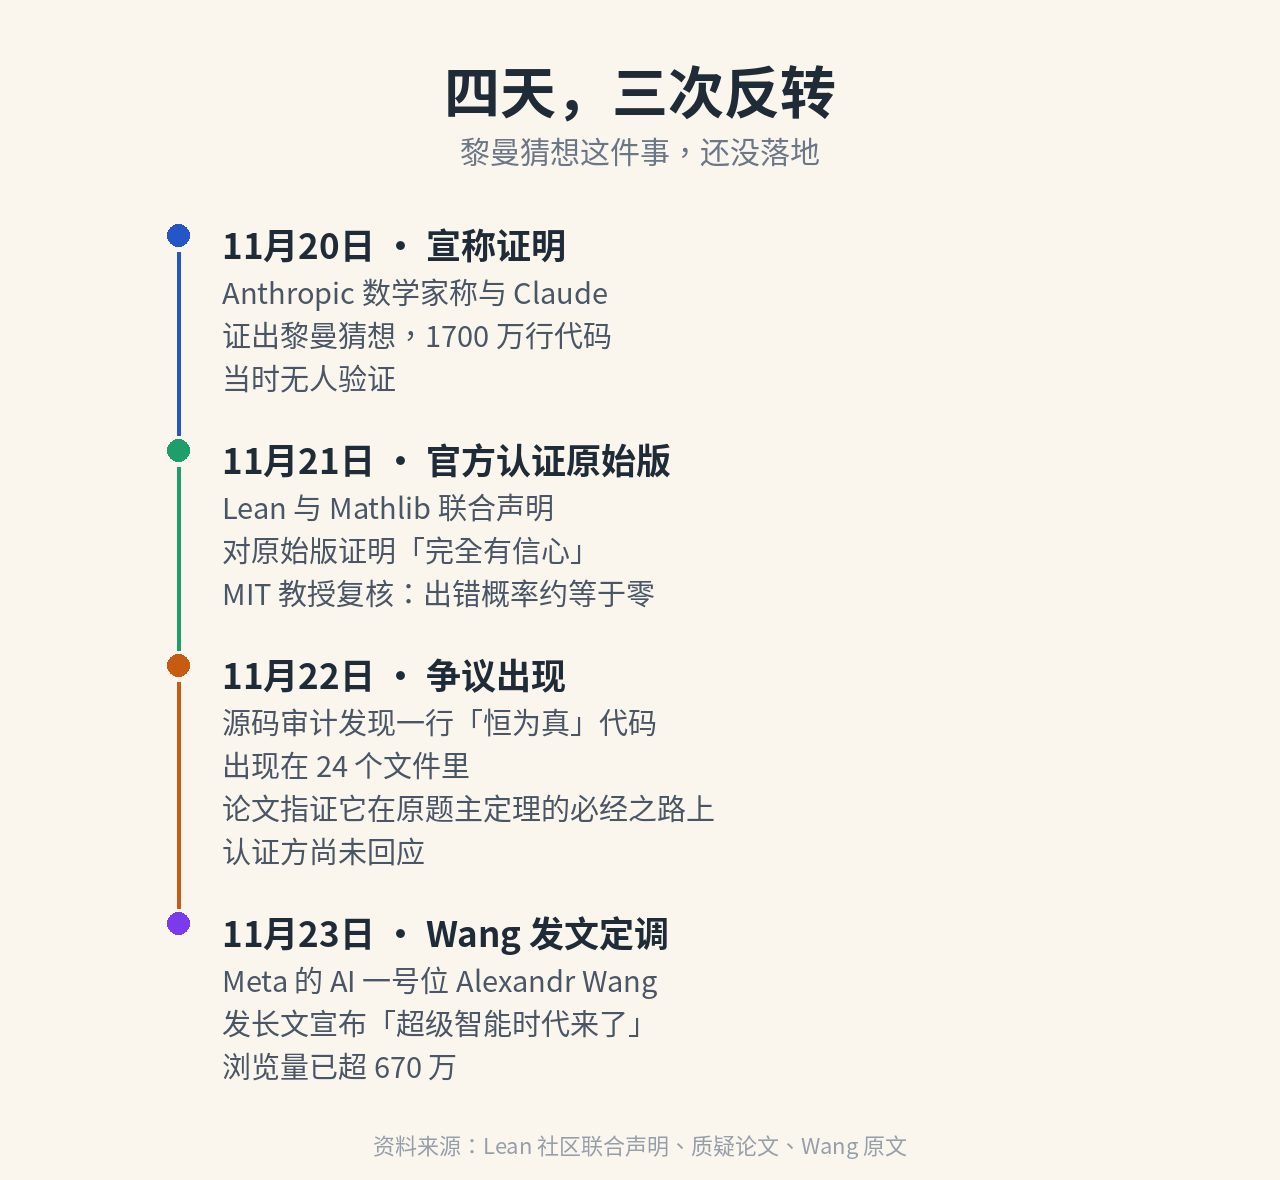 四天，三次反转
黎曼猜想这件事，还没落地
11月20日 · 宣称证明
Anthropic 数学家称与 Claude
证出黎曼猜想，1700 万行代码
当时无人验证
11月21日 · 官方认证原始版
Lean 与 Mathlib 联合声明
对原始版证明「完全有信心」
MIT 教授复核：出错概率约等于零
11月22日 · 争议出现
源码审计发现一行「恒为真」代码
出现在 24 个文件里
论文指证它在原题主定理的必经之路上
认证方尚未回应
11月23日 · Wang 发文定调
Meta 的 AI 一号位 Alexandr Wang
发长文宣布「超级智能时代来了」
浏览量已超 670 万
资料来源：Lean 社区联合声明、质疑论文、Wang 原文